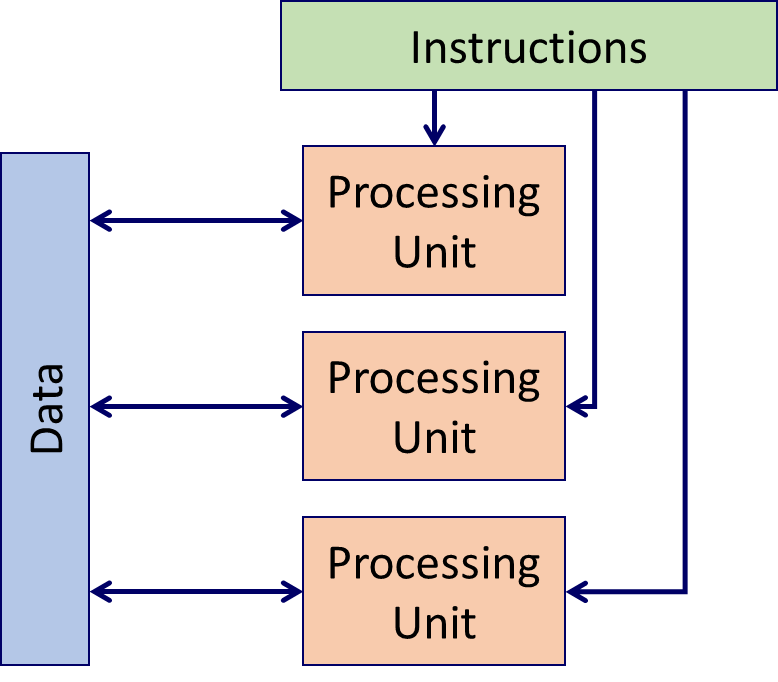 Instructions
Processing
Unit
Data
Processing
Unit
Processing
Unit